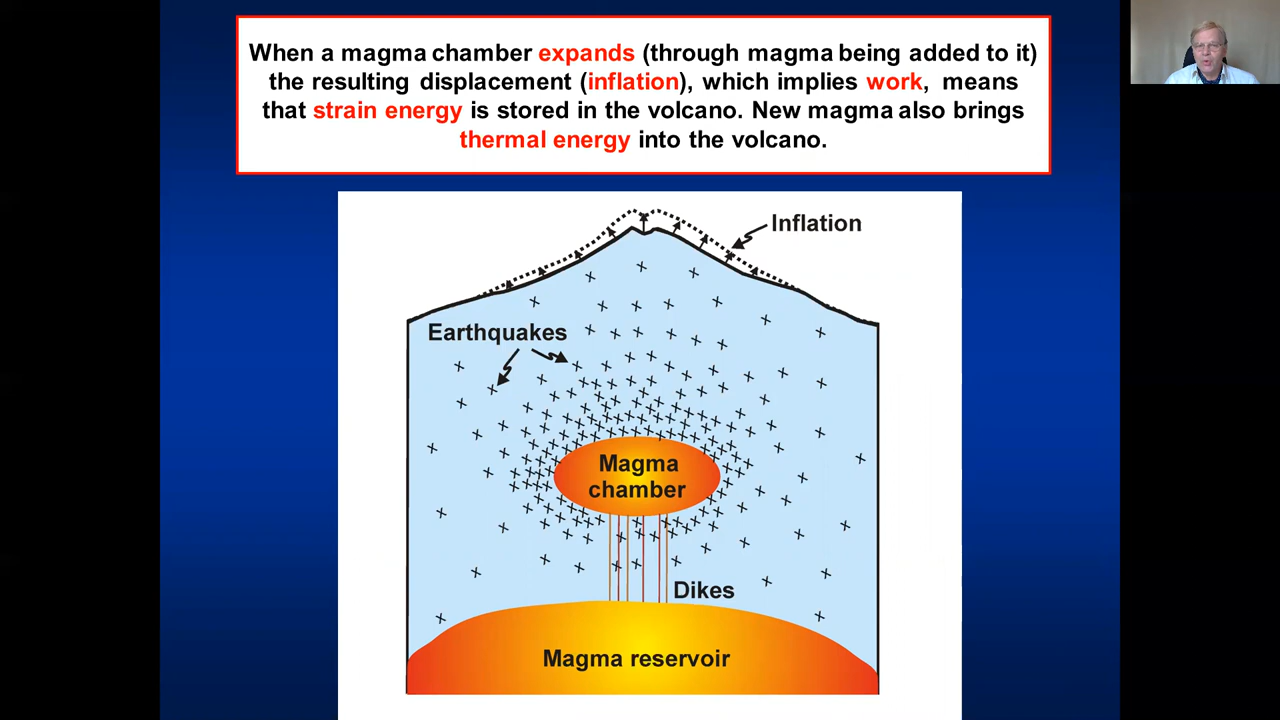 When a magma chamber expands (through magma being added to it)
the resulting displacement (inflation), which implies work, means
that strain energy is stored in the volcano. New magma also brings
thermal energy into the volcano.
Inflation
Earthquakes
Magma
chamber
Dikes
Magma reservoir